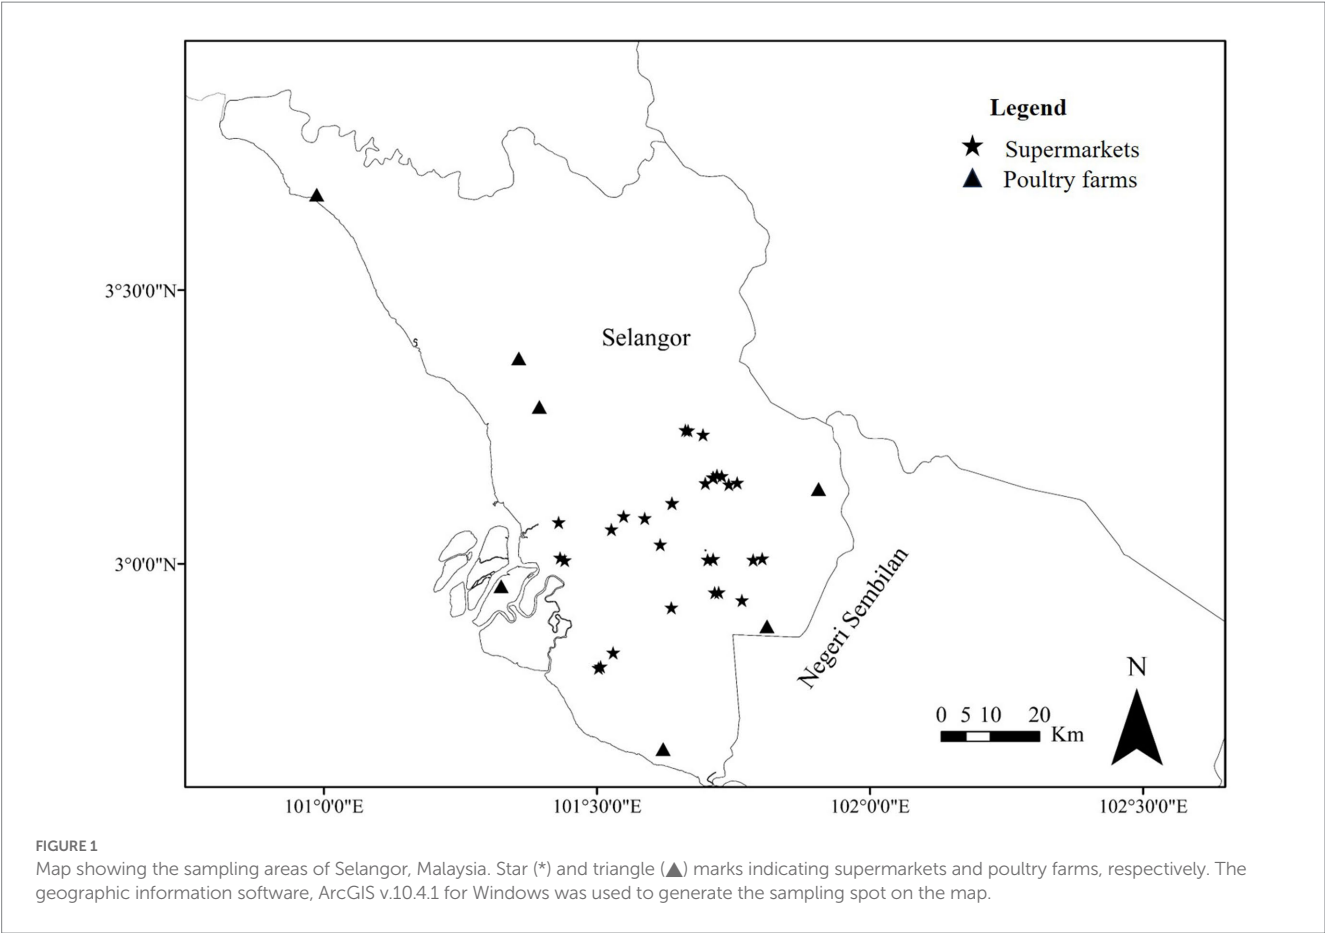 Legend
Supermarkets
Poultry farms
3°30'0"N
Selangor
3°0'0"N
Negeri Sembilan
N
0 5 10 20
Km
101°0'0"E 101°30'0"E 102°0'0"E 102°30'0"E
FIGURE 1
Map showing the sampling areas of Selangor, Malaysia. Star (*) and triangle (▲) marks indicating supermarkets and poultry farms, respectively. The
geographic information software, ArcGIS v.10.4.1 for Windows was used to generate the sampling spot on the map.